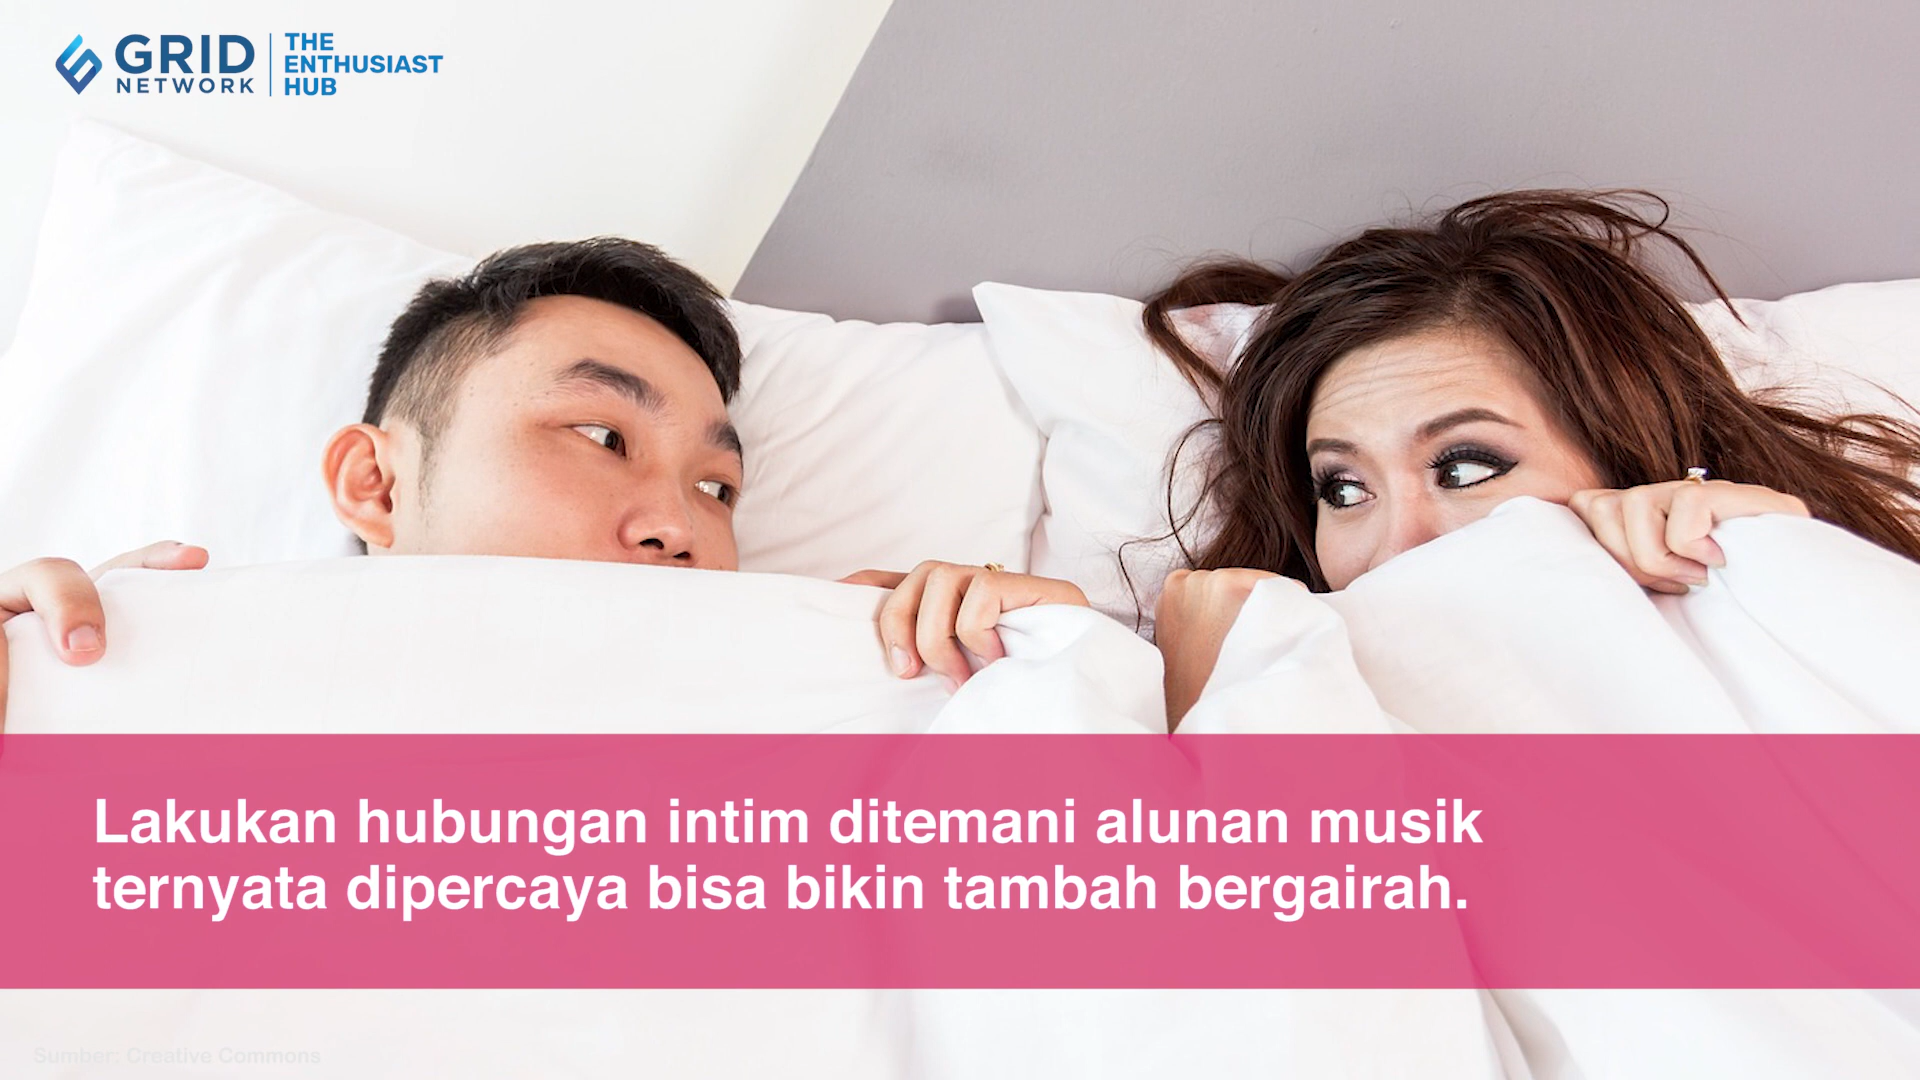 GRID
NETWORK
THE
ENTHUSIAST
HUB
Lakukan hubungan intim ditemani alunan musik
ternyata dipercaya bisa bikin tambah bergairah.
Sumber: Creative Commons